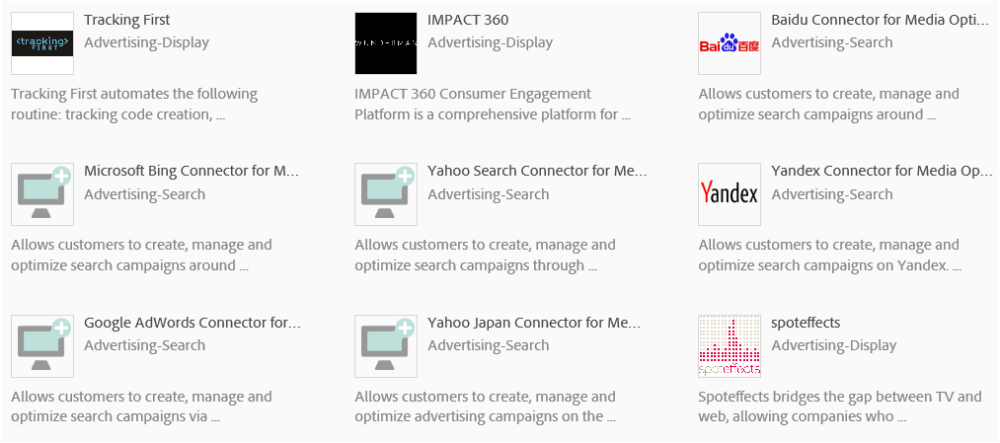 <tracking>
FIRST
Tracking First
Advertising-Display
Tracking First automates the following
routine: tracking code creation, ...
WUNDERMAN
IMPACT 360
Advertising-Display
IMPACT 360 Consumer Engagement
Platform is a comprehensive platform for ...
Bai du 百度
Baidu Connector for Media Opti...
Advertising-Search
Allows customers to create, manage and
optimize search campaigns around ...
Microsoft Bing Connector for M...
Advertising-Search
Allows customers to create, manage and
optimize search campaigns around ...
Yahoo Search Connector for Me...
Advertising-Search
Allows customers to create, manage and
optimize search campaigns through ...
Yandex
Yandex Connector for Media Op...
Advertising-Search
Allows customers to create, manage and
optimize search campaigns on Yandex. ...
Google AdWords Connector for...
Advertising-Search
Allows customers to create, manage and
optimize search campaigns via ...
Yahoo Japan Connector for Me...
Advertising-Search
Allows customers to create, manage and
optimize advertising campaigns on the ...
spoteffects
spoteffects
Advertising-Display
Spoteffects bridges the gap between TV and
web, allowing companies who ...